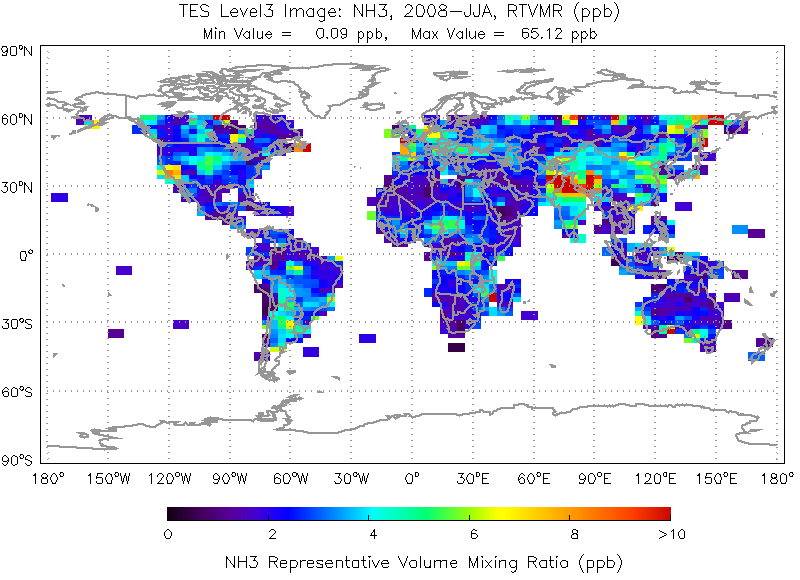 TES Level3 Image: NH3, 2008-JJA, RTVMR (ppb)
Min Value = 0.09 ppb, Max Value = 65.12 ppb
90°N
60°N
30°N
0°
30°S
60°S
90°S
180° 150°W 120°W 90°W 60°W 30°W 0° 30°E 60°E 90°E 120°E 150°E 180°
0 2 4 6 8 >10
NH3 Representative Volume Mixing Ratio (ppb)